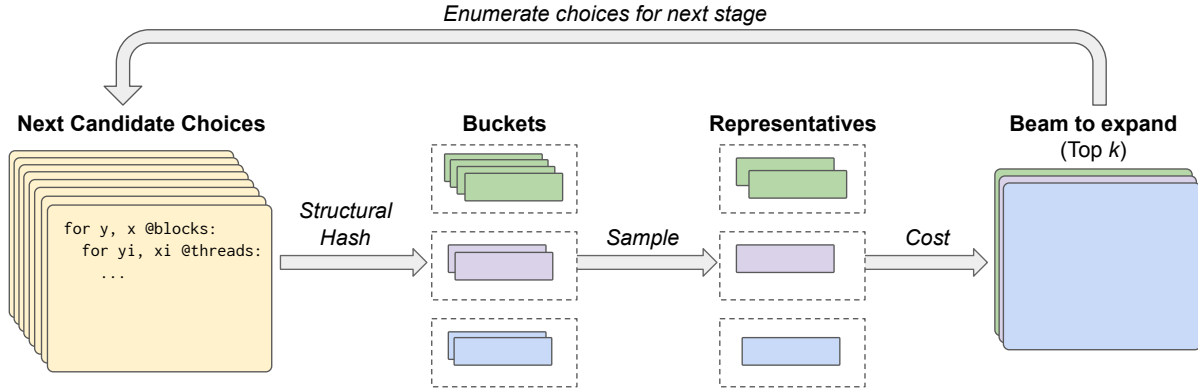 Enumerate choices for next stage
Next Candidate Choices
Buckets
Representatives
Beam to expand
(Top k)
for y, x @blocks:
for yi, xi @threads:
...
Structural
Hash
Sample
Cost